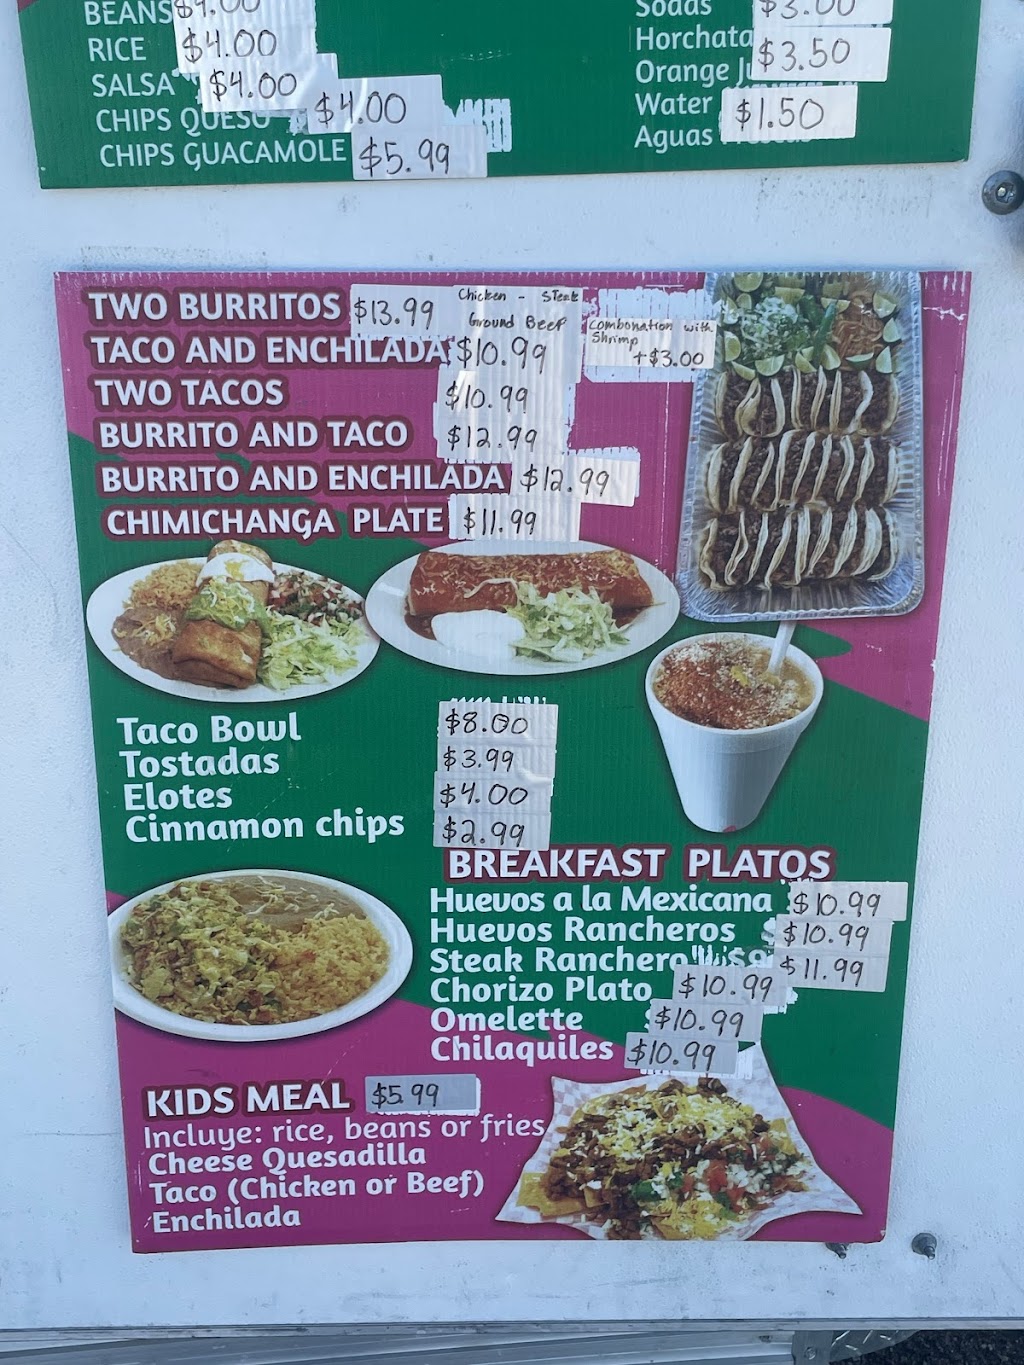 BEANS $4.00
RICE $4.00
SALSA $4.00
CHIPS QUESO $4.00
CHIPS GUACAMOLE $5.99
Sodas $3.00
Horchata
Orange $3.50
Water
Aguas $1.50
TWO BURRITOS $13.99
Chicken - Steak
Ground Beef
TACO AND ENCHILADA $10.99
Combonation with
Shrimp
+$3.00
TWO TACOS $10.99
BURRITO AND TACO $12.99
BURRITO AND ENCHILADA $12.99
CHIMICHANGA PLATE $11.99
Taco Bowl $8.00
Tostadas $3.99
Elotes $4.00
Cinnamon chips $2.99
BREAKFAST PLATOS
Huevos a la Mexicana $10.99
Huevos Rancheros $10.99
Steak Ranchero $11.99
Chorizo Plato $10.99
Omelette $10.99
Chilaquiles $10.99
KIDS MEAL $5.99
Incluye: rice, beans or fries
Cheese Quesadilla
Taco (Chicken or Beef)
Enchilada